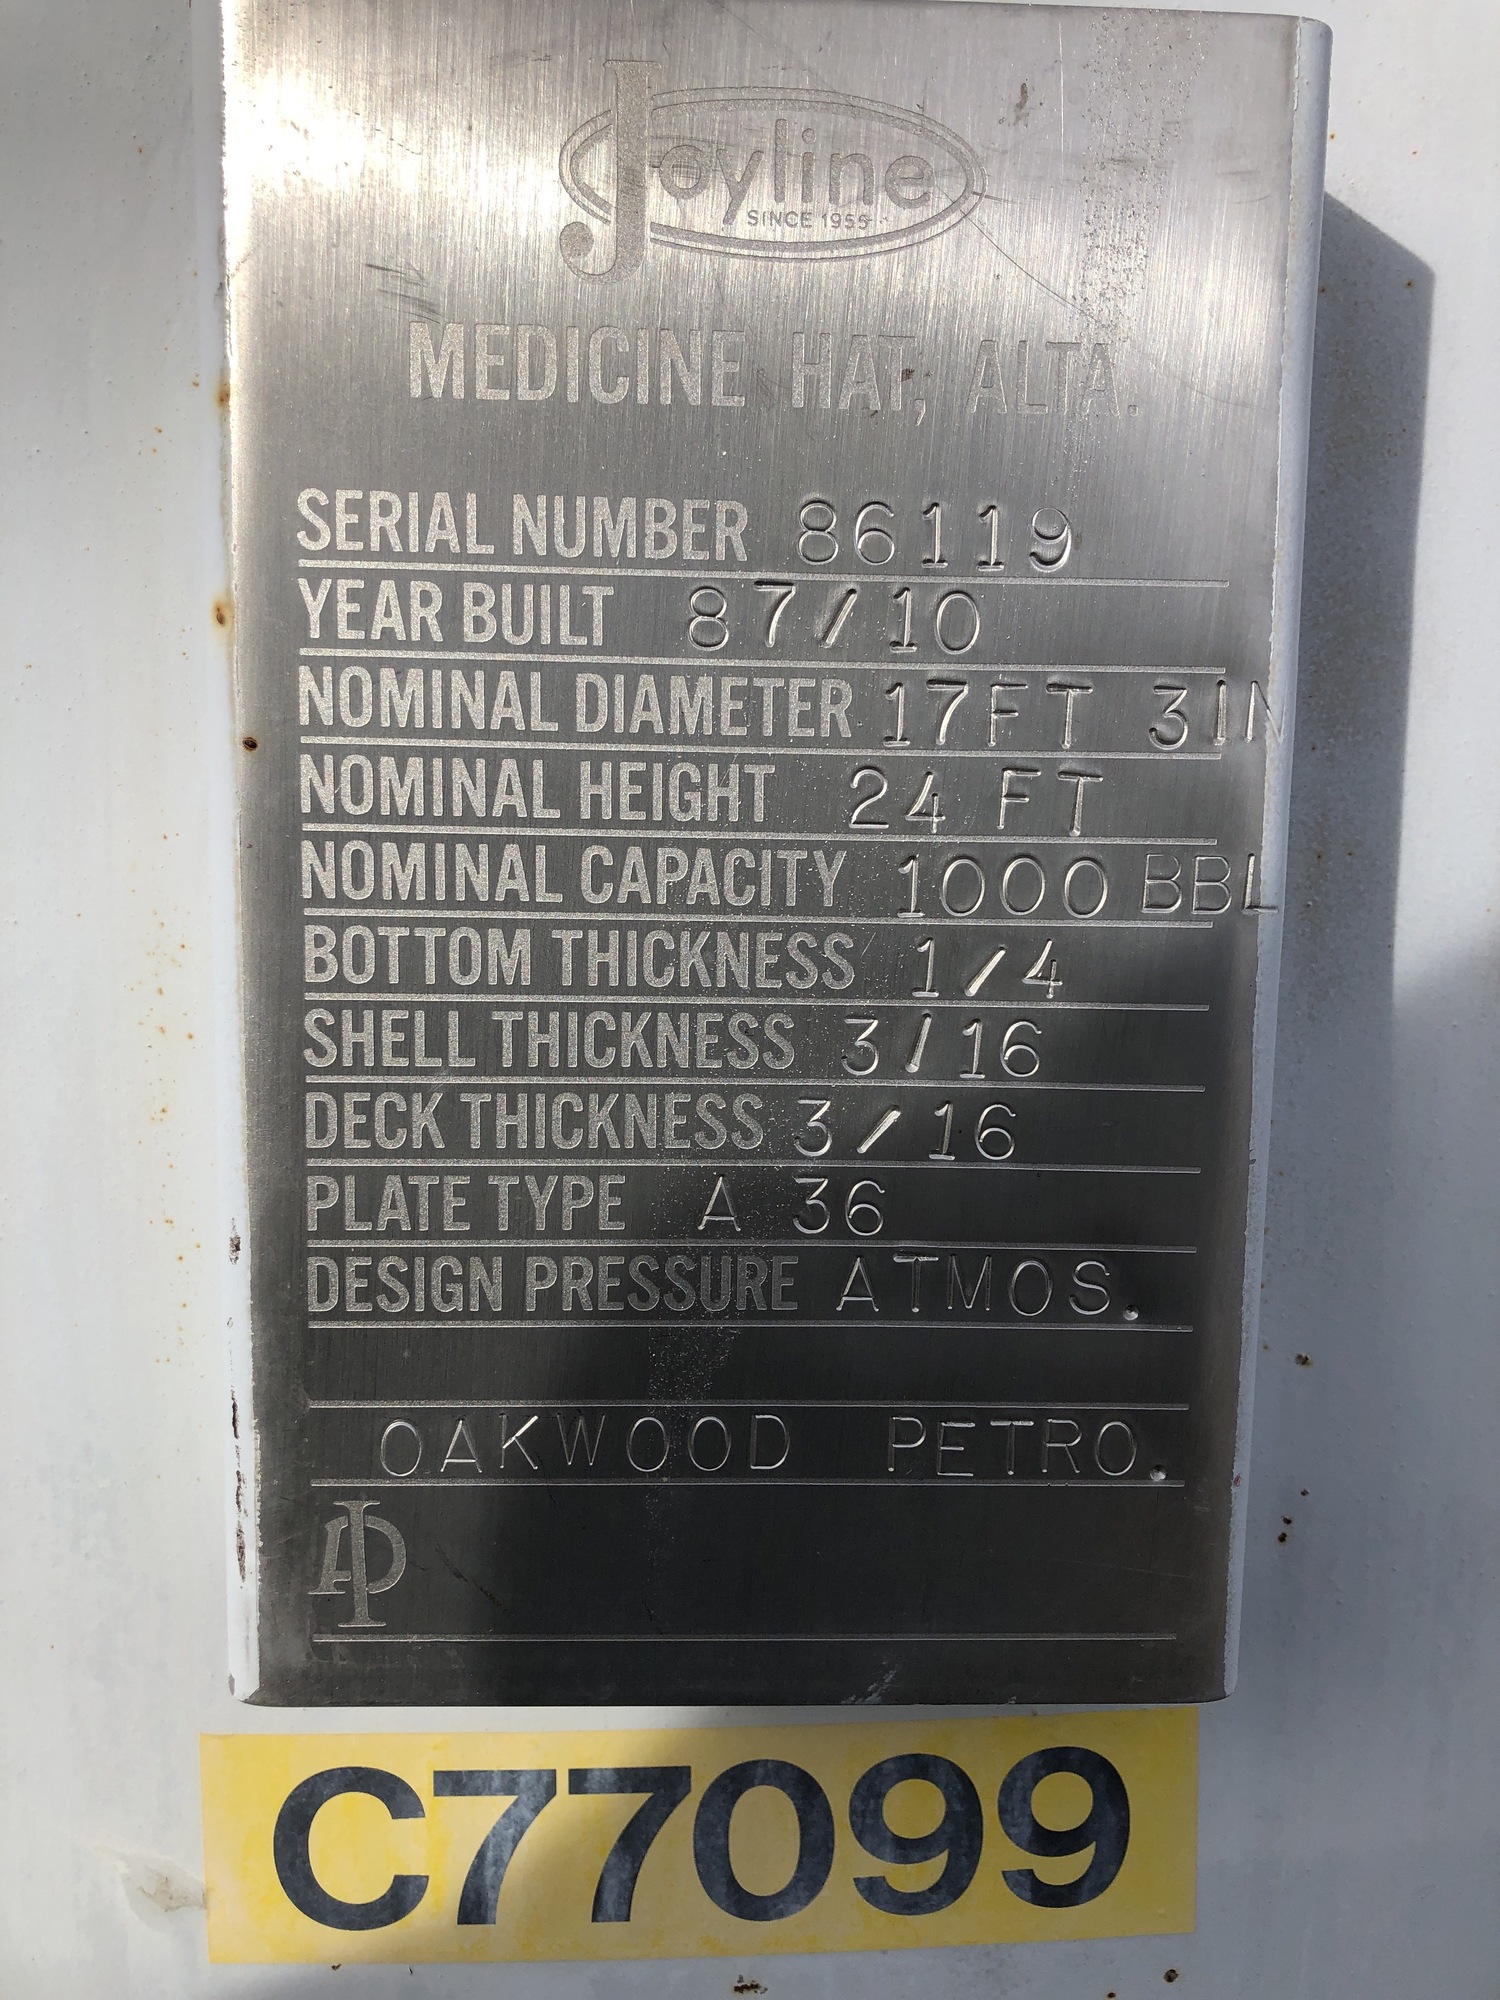 Joyline
SINCE 1955
MEDICINE HAT, ALTA.
SERIAL NUMBER 86119
YEAR BUILT 87/10
NOMINAL DIAMETER 17FT 3IN
NOMINAL HEIGHT 24 FT
NOMINAL CAPACITY 1000 BBL
BOTTOM THICKNESS 1/4
SHELL THICKNESS 3/16
DECK THICKNESS 3/16
PLATE TYPE A 36
DESIGN PRESSURE ATMOS.
OAKWOOD PETRO.
API
C77099